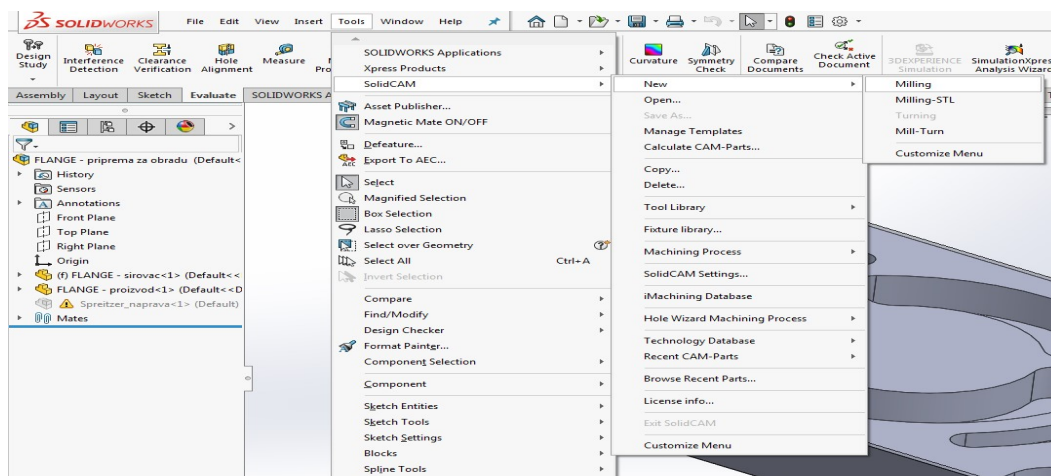 SOLIDWORKS File Edit View Insert Tools Window Help
Design Study
Interference Detection
Clearance Verification
Hole Alignment
Measure
Curvature
Symmetry Check
Compare Documents
Check Active Document
3DEXPERIENCE Simulation
SimulationXpres
Analysis Wizard
Assembly Layout Sketch Evaluate SOLIDWORKS A
FLANGE - priprema za obradu (Default<
History
Sensors
Annotations
Front Plane
Top Plane
Right Plane
Origin
(f) FLANGE - sirovac<1> (Default<<
FLANGE - proizvod<1> (Default<<D
Spreitzer_naprava<1> (Default)
Mates
SOLIDWORKS Applications
Xpress Products
SolidCAM
Asset Publisher...
Magnetic Mate ON/OFF
Defeature...
Export To AEC...
Select
Magnified Selection
Box Selection
Lasso Selection
Select over Geometry
Select All Ctrl+A
Invert Selection
Compare
Find/Modify
Design Checker
Format Painter...
Component Selection
Component
Sketch Entities
Sketch Tools
Sketch Settings
Blocks
Spline Tools
New
Open...
Save As...
Manage Templates
Calculate CAM-Parts...
Copy...
Delete...
Tool Library
Fixture library...
Machining Process
SolidCAM Settings...
iMachining Database
Hole Wizard Machining Process
Technology Database
Recent CAM-Parts
Browse Recent Parts...
License info...
Exit SolidCAM
Customize Menu
Milling
Milling-STL
Turning
Mill-Turn
Customize Menu